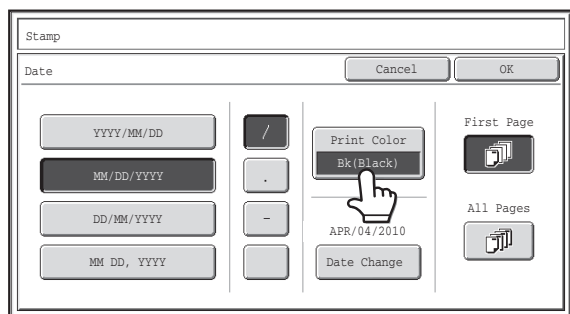 Stamp
Date
Cancel
OK
YYYY/MM/DD
MM/DD/YYYY
DD/MM/YYYY
MM DD, YYYY
/
.
-
Print Color
Bk(Black)
APR/04/2010
Date Change
First Page
All Pages